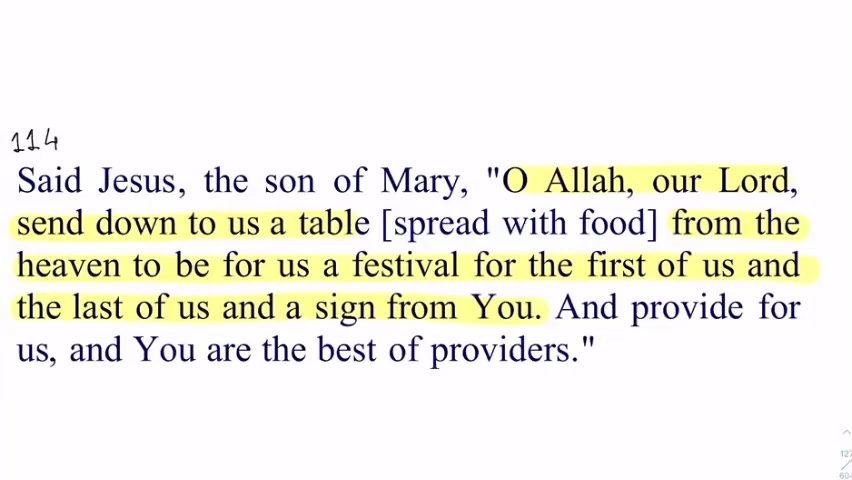 114
Said Jesus, the son of Mary, "O Allah, our Lord,
send down to us a table [spread with food] from the
heaven to be for us a festival for the first of us and
the last of us and a sign from You. And provide for
us, and You are the best of providers."
127